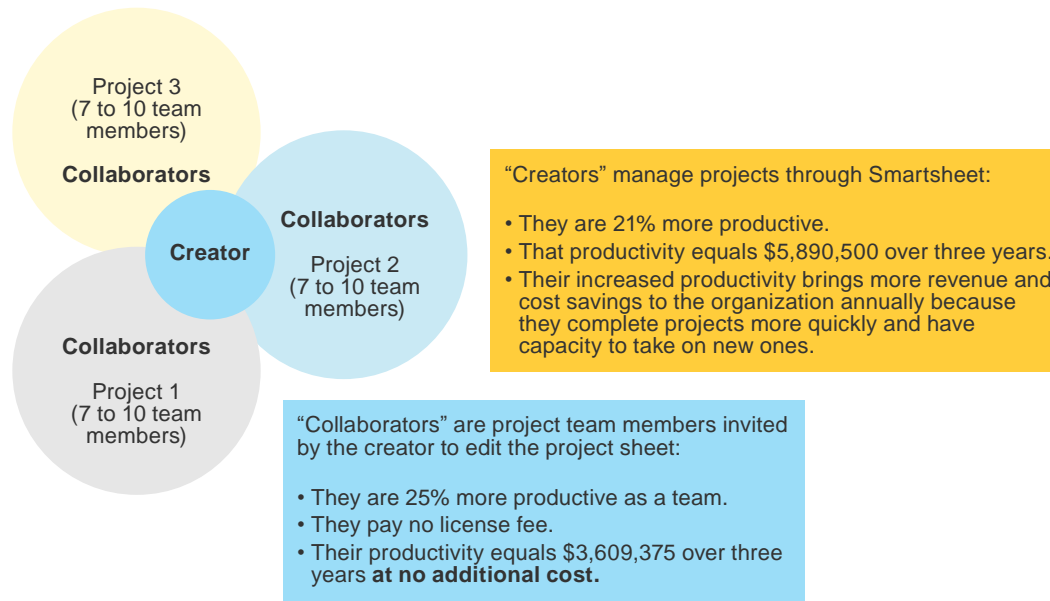 Project 3
(7 to 10 team
members)
Collaborators
Creator
Collaborators
Project 2
(7 to 10 team
members)
Collaborators
Project 1
(7 to 10 team
members)
“Creators” manage projects through Smartsheet:
• They are 21% more productive.
• That productivity equals $5,890,500 over three years.
• Their increased productivity brings more revenue and
cost savings to the organization annually because
they complete projects more quickly and have
capacity to take on new ones.
“Collaborators” are project team members invited
by the creator to edit the project sheet:
• They are 25% more productive as a team.
• They pay no license fee.
• Their productivity equals $3,609,375 over three
years at no additional cost.